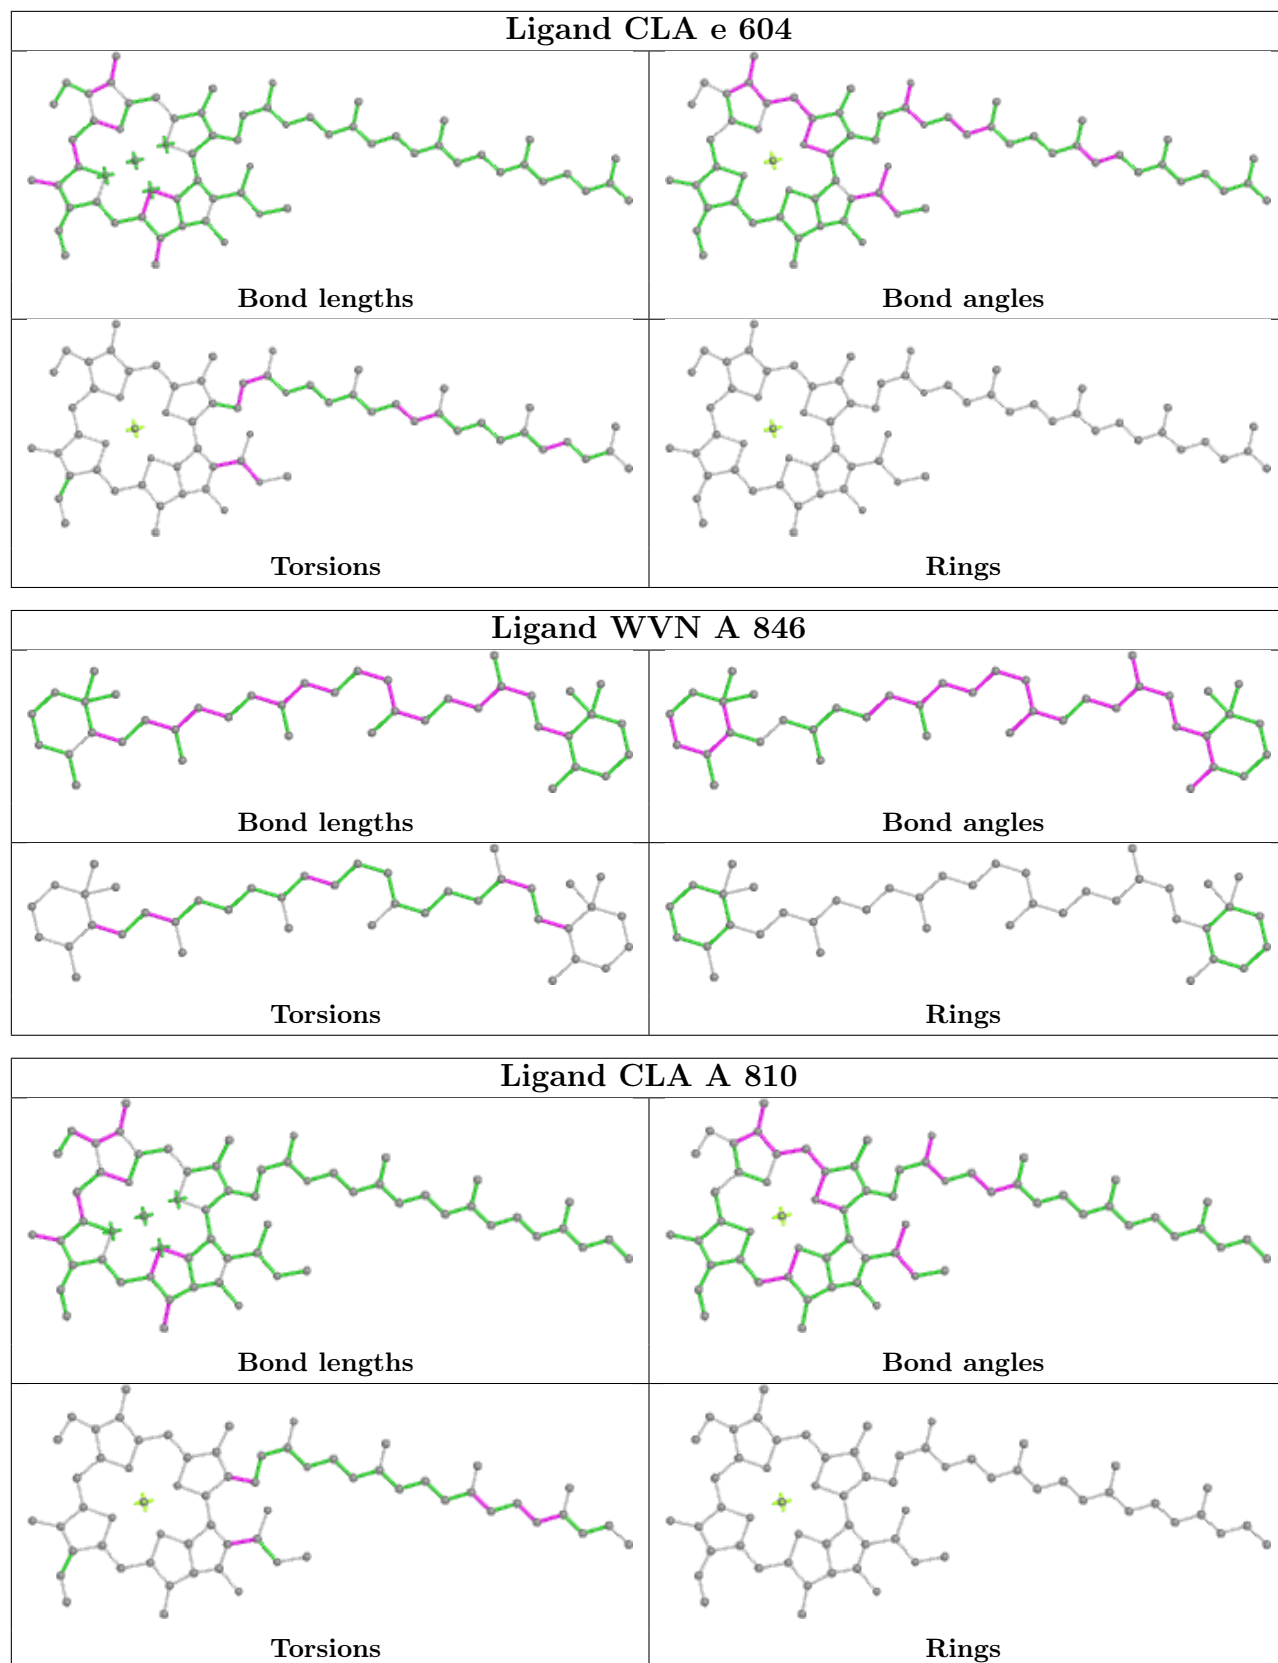 Ligand CLA e 604
Bond lengths
Bond angles
Torsions
Rings
Ligand WVN A 846
Bond lengths
Bond angles
Torsions
Rings
Ligand CLA A 810
Bond lengths
Bond angles
Torsions
Rings